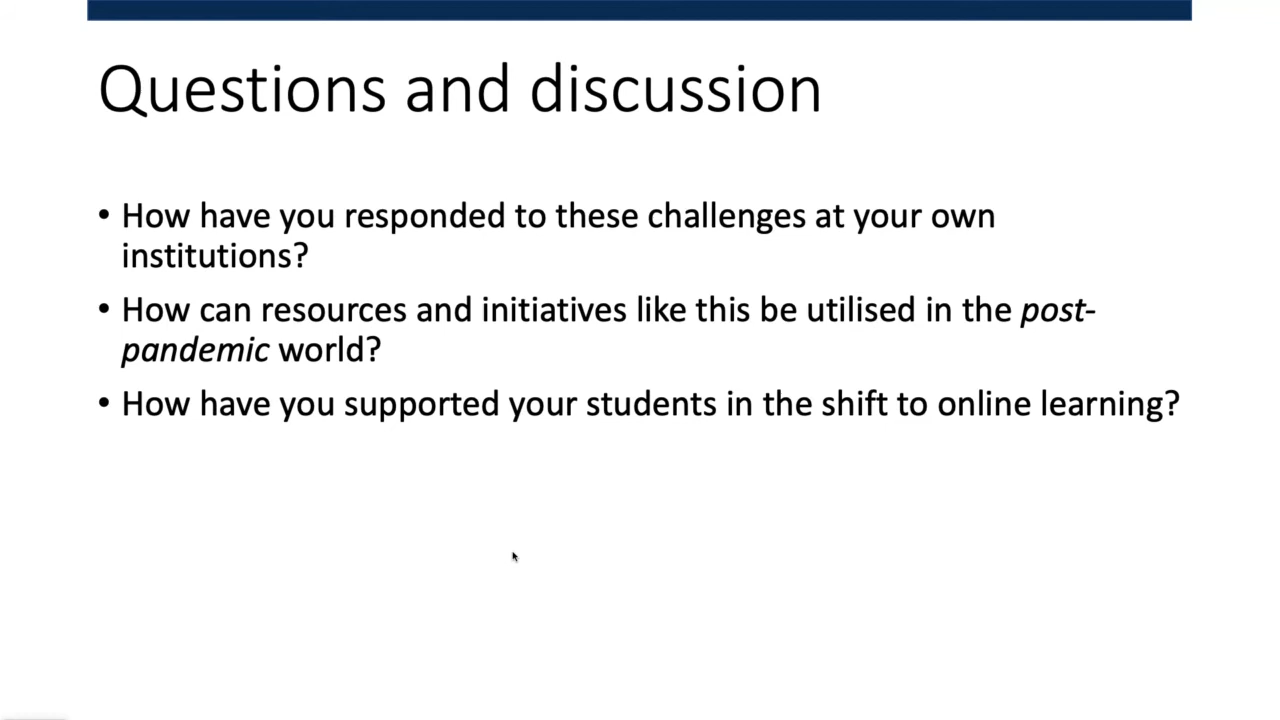 Questions and discussion
• How have you responded to these challenges at your own
institutions?
• How can resources and initiatives like this be utilised in the post-
pandemic world?
• How have you supported your students in the shift to online learning?